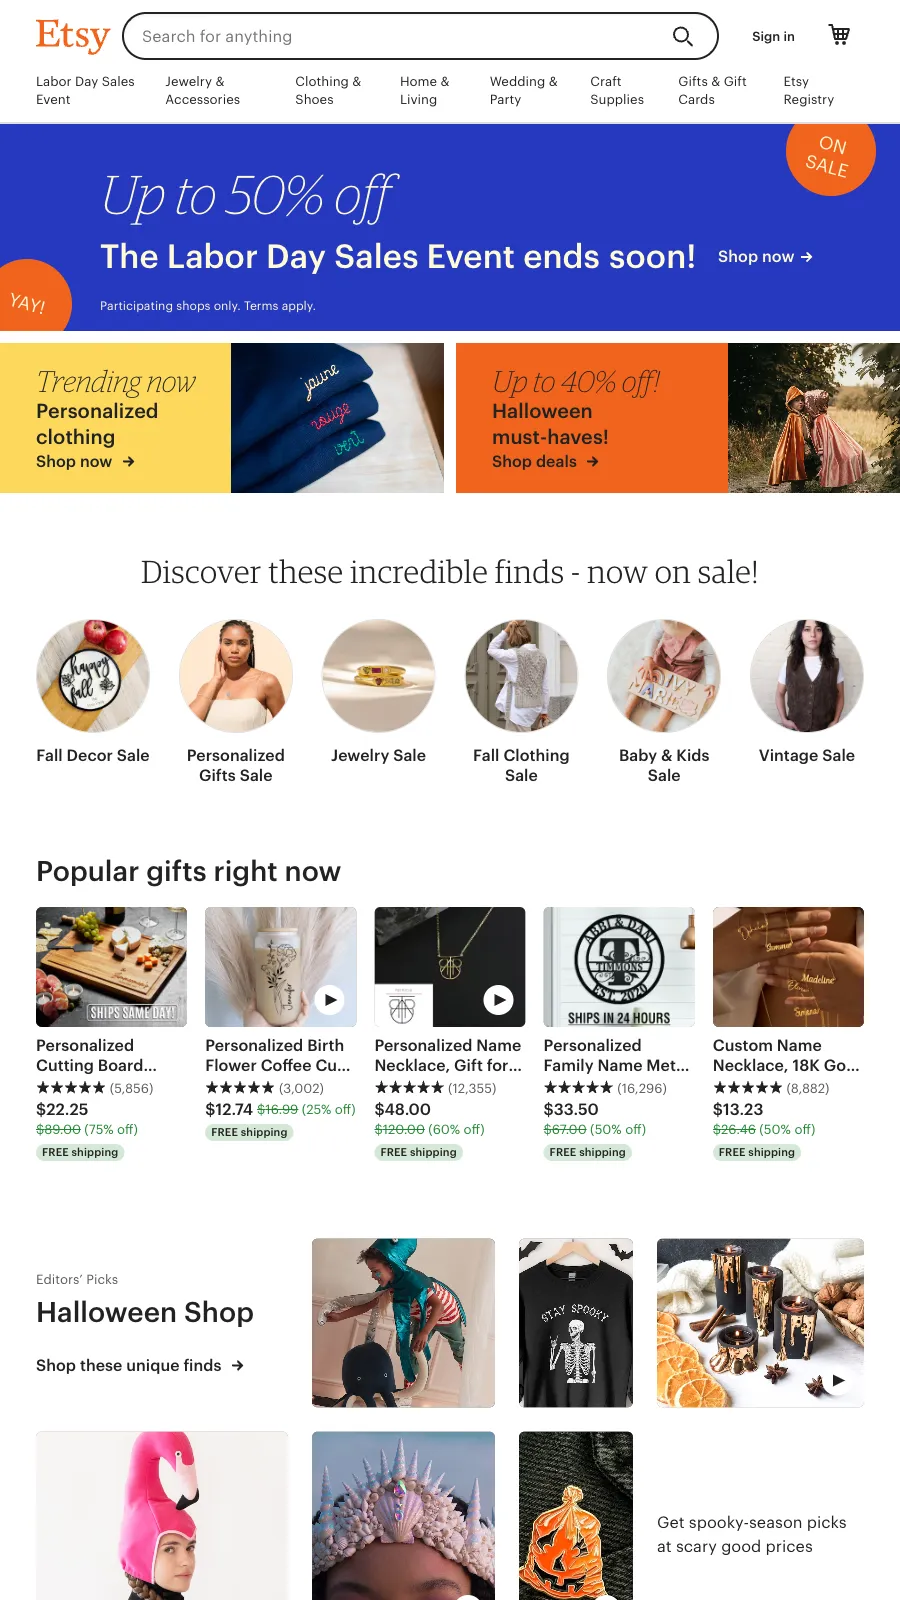 Etsy
Search for anything
Sign in
Labor Day Sales
Event
Jewelry &
Accessories
Clothing &
Shoes
Home &
Living
Wedding &
Party
Craft
Supplies
Gifts & Gift
Cards
Etsy
Registry
ON
SALE
Up to 50% off
The Labor Day Sales Event ends soon!
Shop now →
YAY!
Participating shops only. Terms apply.
Trending now
Personalized
clothing
Shop now →
jaune
rouge
vert
Up to 40% off!
Halloween
must-haves!
Shop deals →
Discover these incredible finds - now on sale!
happy
fall
Fall Decor Sale
Personalized
Gifts Sale
Jewelry Sale
Fall Clothing
Sale
Baby & Kids
Sale
Vintage Sale
Popular gifts right now
SHIPS SAME DAY!
Personalized
Cutting Board...
★★★★★ (5,856)
$22.25
$89.00 (75% off)
FREE shipping
Jennifer
Personalized Birth
Flower Coffee Cu...
★★★★★ (3,002)
$12.74 $16.99 (25% off)
FREE shipping
Personalized Name
Necklace, Gift for...
★★★★★ (12,355)
$48.00
$120.00 (60% off)
FREE shipping
ABBI & DANI
T
TIMMONS
EST. 2020
SHIPS IN 24 HOURS
Personalized
Family Name Met...
★★★★★ (16,296)
$33.50
$67.00 (50% off)
FREE shipping
Summer
Madeline
Custom Name
Necklace, 18K Go...
★★★★★ (8,882)
$13.23
$26.46 (50% off)
FREE shipping
Editors’ Picks
Halloween Shop
Shop these unique finds →
STAY SPOOKY
Get spooky-season picks
at scary good prices